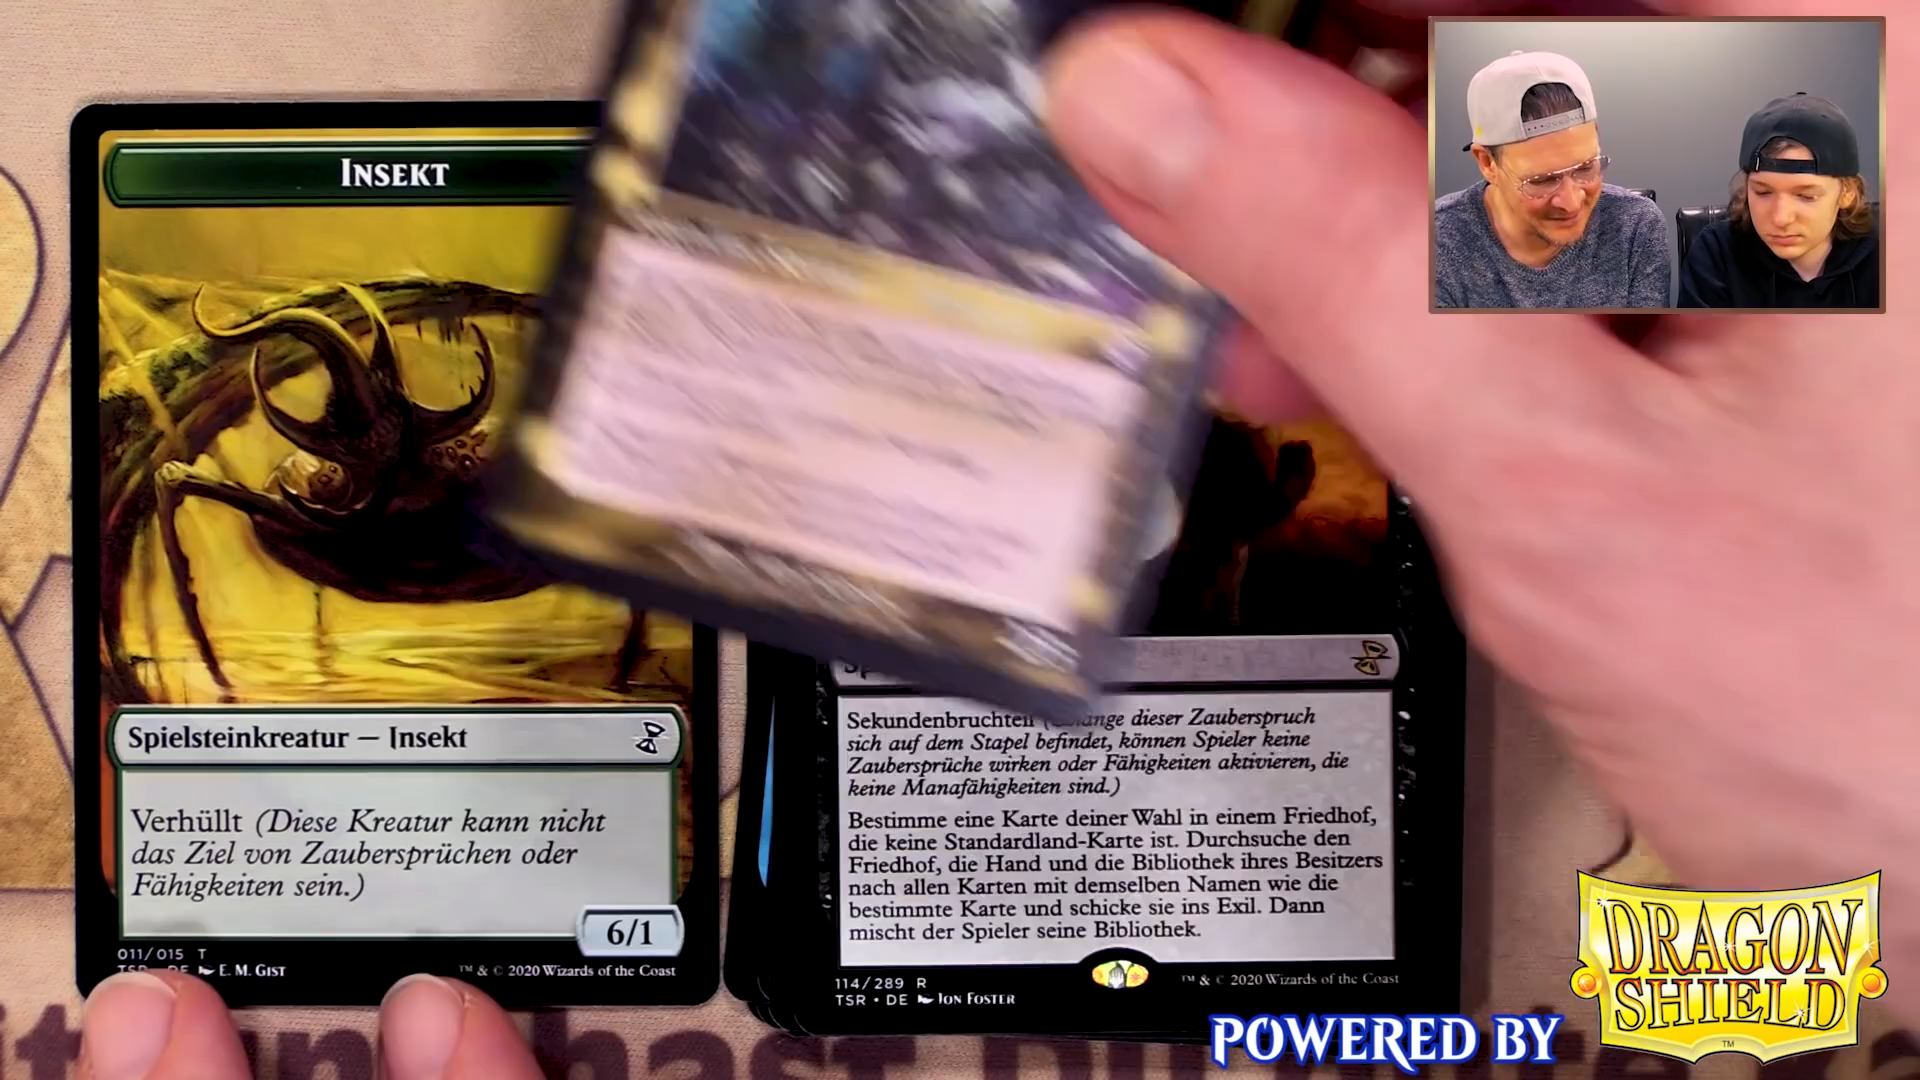 INSEKT
Spielsteinkreatur – Insekt
Verhüllt (Diese Kreatur kann nicht
das Ziel von Zaubersprüchen oder
Fähigkeiten sein.)
6/1
011/015 T
TSR DE E. M. GIST
™ & © 2020 Wizards of the Coast
Sekundenbruchteil dieser Zauberspruch
sich auf dem Stapel befindet, können Spieler keine
Zaubersprüche wirken oder Fähigkeiten aktivieren, die
keine Manafähigkeiten sind.)
Bestimme eine Karte deiner Wahl in einem Friedhof,
die keine Standardland-Karte ist. Durchsuche den
Friedhof, die Hand und die Bibliothek ihres Besitzers
nach allen Karten mit demselben Namen wie die
bestimmte Karte und schicke sie ins Exil. Dann
mischt der Spieler seine Bibliothek.
114/289 R
TSR • DE JON FOSTER
™ & © 2020 Wizards of the Coast
POWERED BY
DRAGON
SHIELD
™